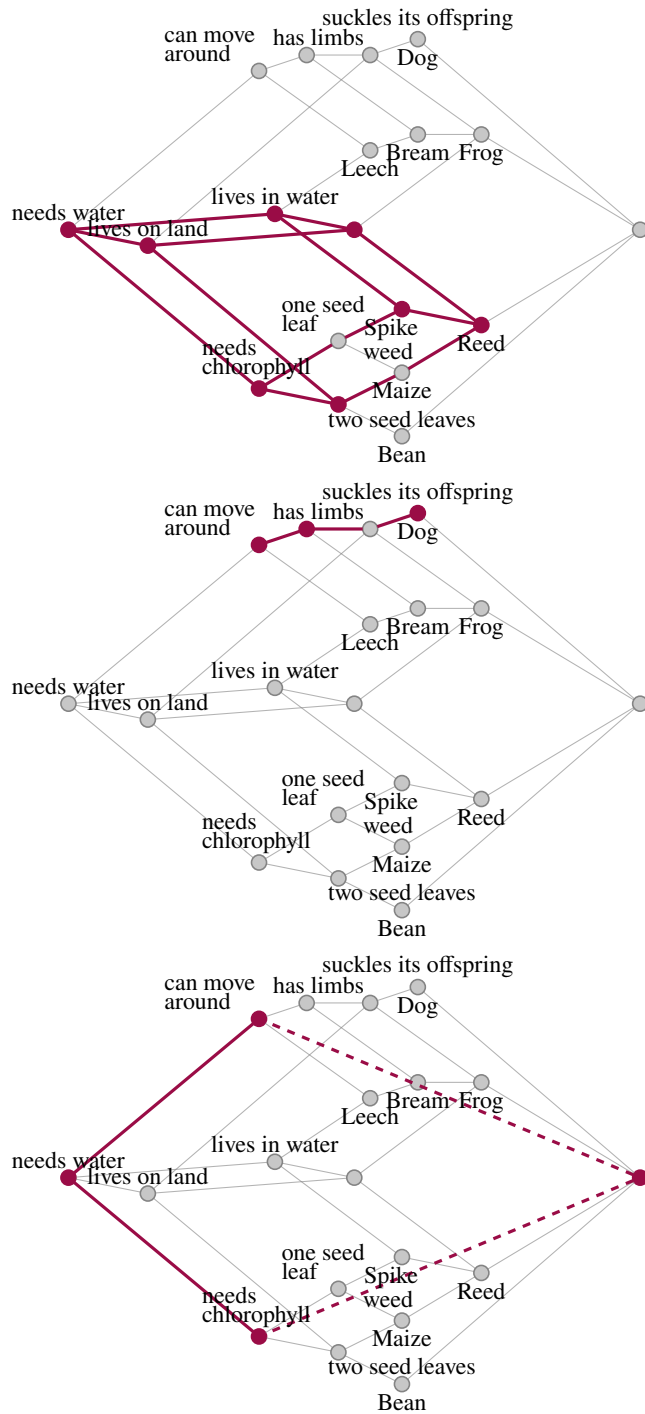 suckles its offspring
can move
around
has limbs
Dog
Leech
Bream
Frog
lives in water
needs water
lives on land
one seed
leaf
Spike
weed
Reed
needs
chlorophyll
Maize
two seed leaves
Bean
suckles its offspring
can move
around
has limbs
Dog
Leech
Bream
Frog
lives in water
needs water
lives on land
one seed
leaf
Spike
weed
Reed
needs
chlorophyll
Maize
two seed leaves
Bean
suckles its offspring
can move
around
has limbs
Dog
Leech
Bream
Frog
lives in water
needs water
lives on land
one seed
leaf
Spike
weed
Reed
needs
chlorophyll
Maize
two seed leaves
Bean